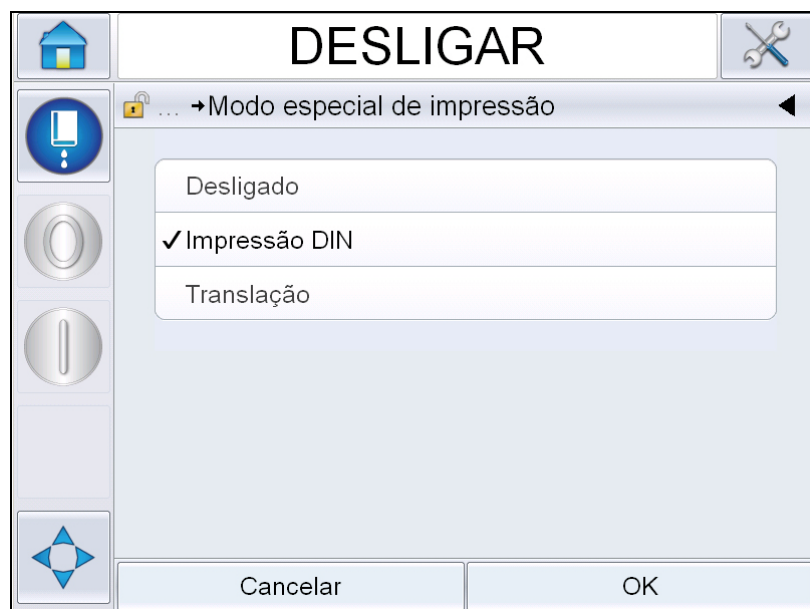 DESLIGAR
... →Modo especial de impressão
Desligado
✓Impressão DIN
Translação
Cancelar
OK